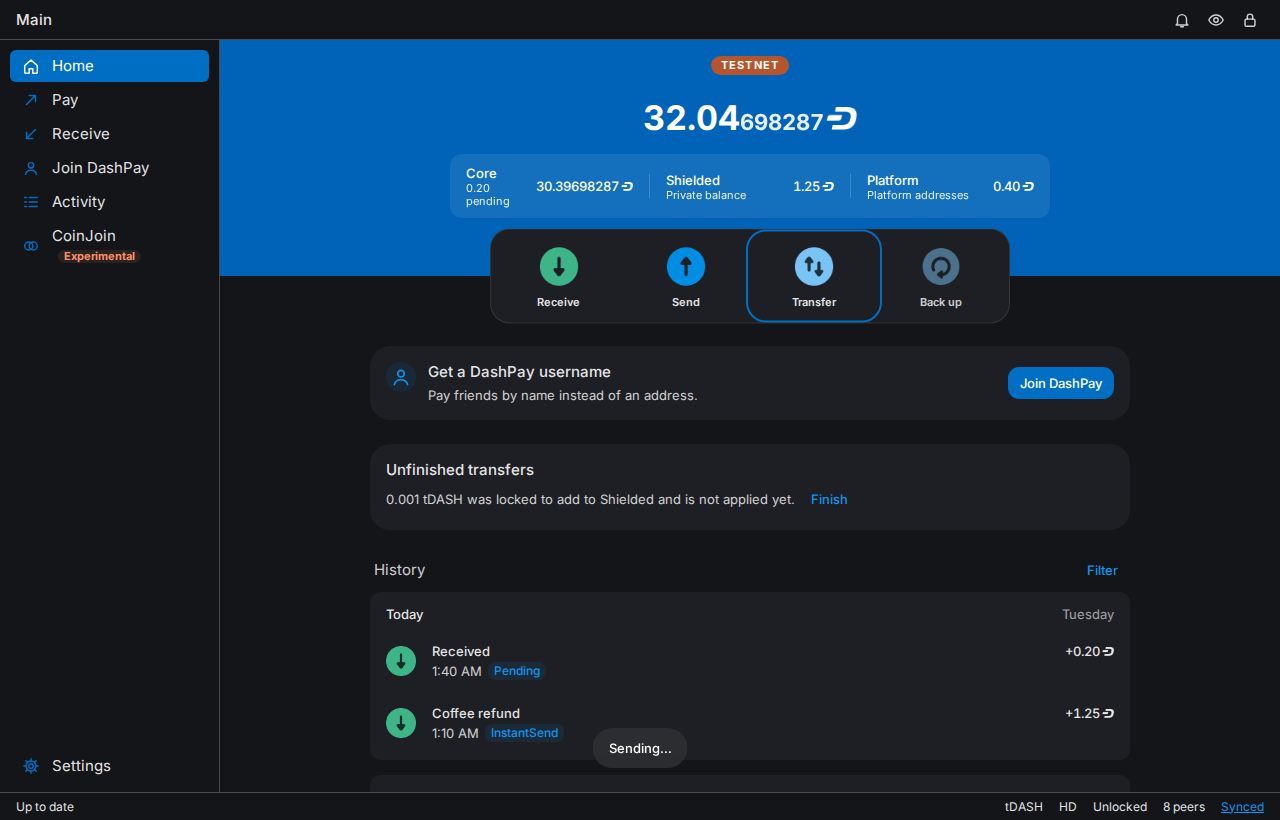 Main
Home
Pay
Receive
Join DashPay
Activity
CoinJoin
Experimental
Settings
TESTNET
32.04698287
Core
0.20
pending
30.39698287
Shielded
Private balance
1.25
Platform
Platform addresses
0.40
Receive
Send
Transfer
Back up
Get a DashPay username
Pay friends by name instead of an address.
Join DashPay
Unfinished transfers
0.001 tDASH was locked to add to Shielded and is not applied yet. Finish
History
Filter
Today
Tuesday
Received
1:40 AM Pending
+0.20
Coffee refund
1:10 AM InstantSend
+1.25
Sending...
Up to date
tDASH HD Unlocked 8 peers Synced